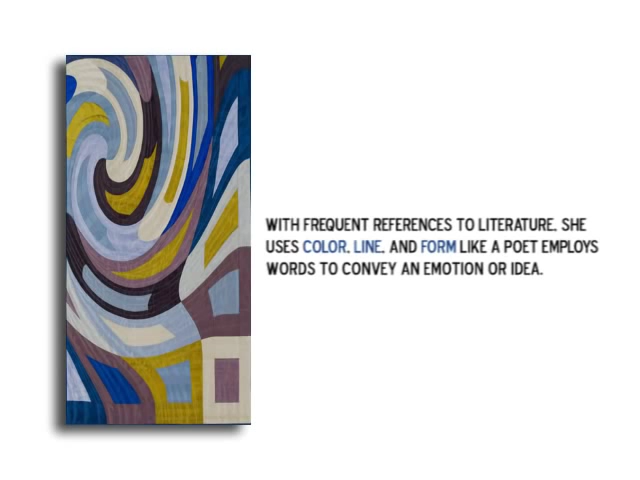 WITH FREQUENT REFERENCES TO LITERATURE, SHE
USES COLOR, LINE, AND FORM LIKE A POET EMPLOYS
WORDS TO CONVEY AN EMOTION OR IDEA.